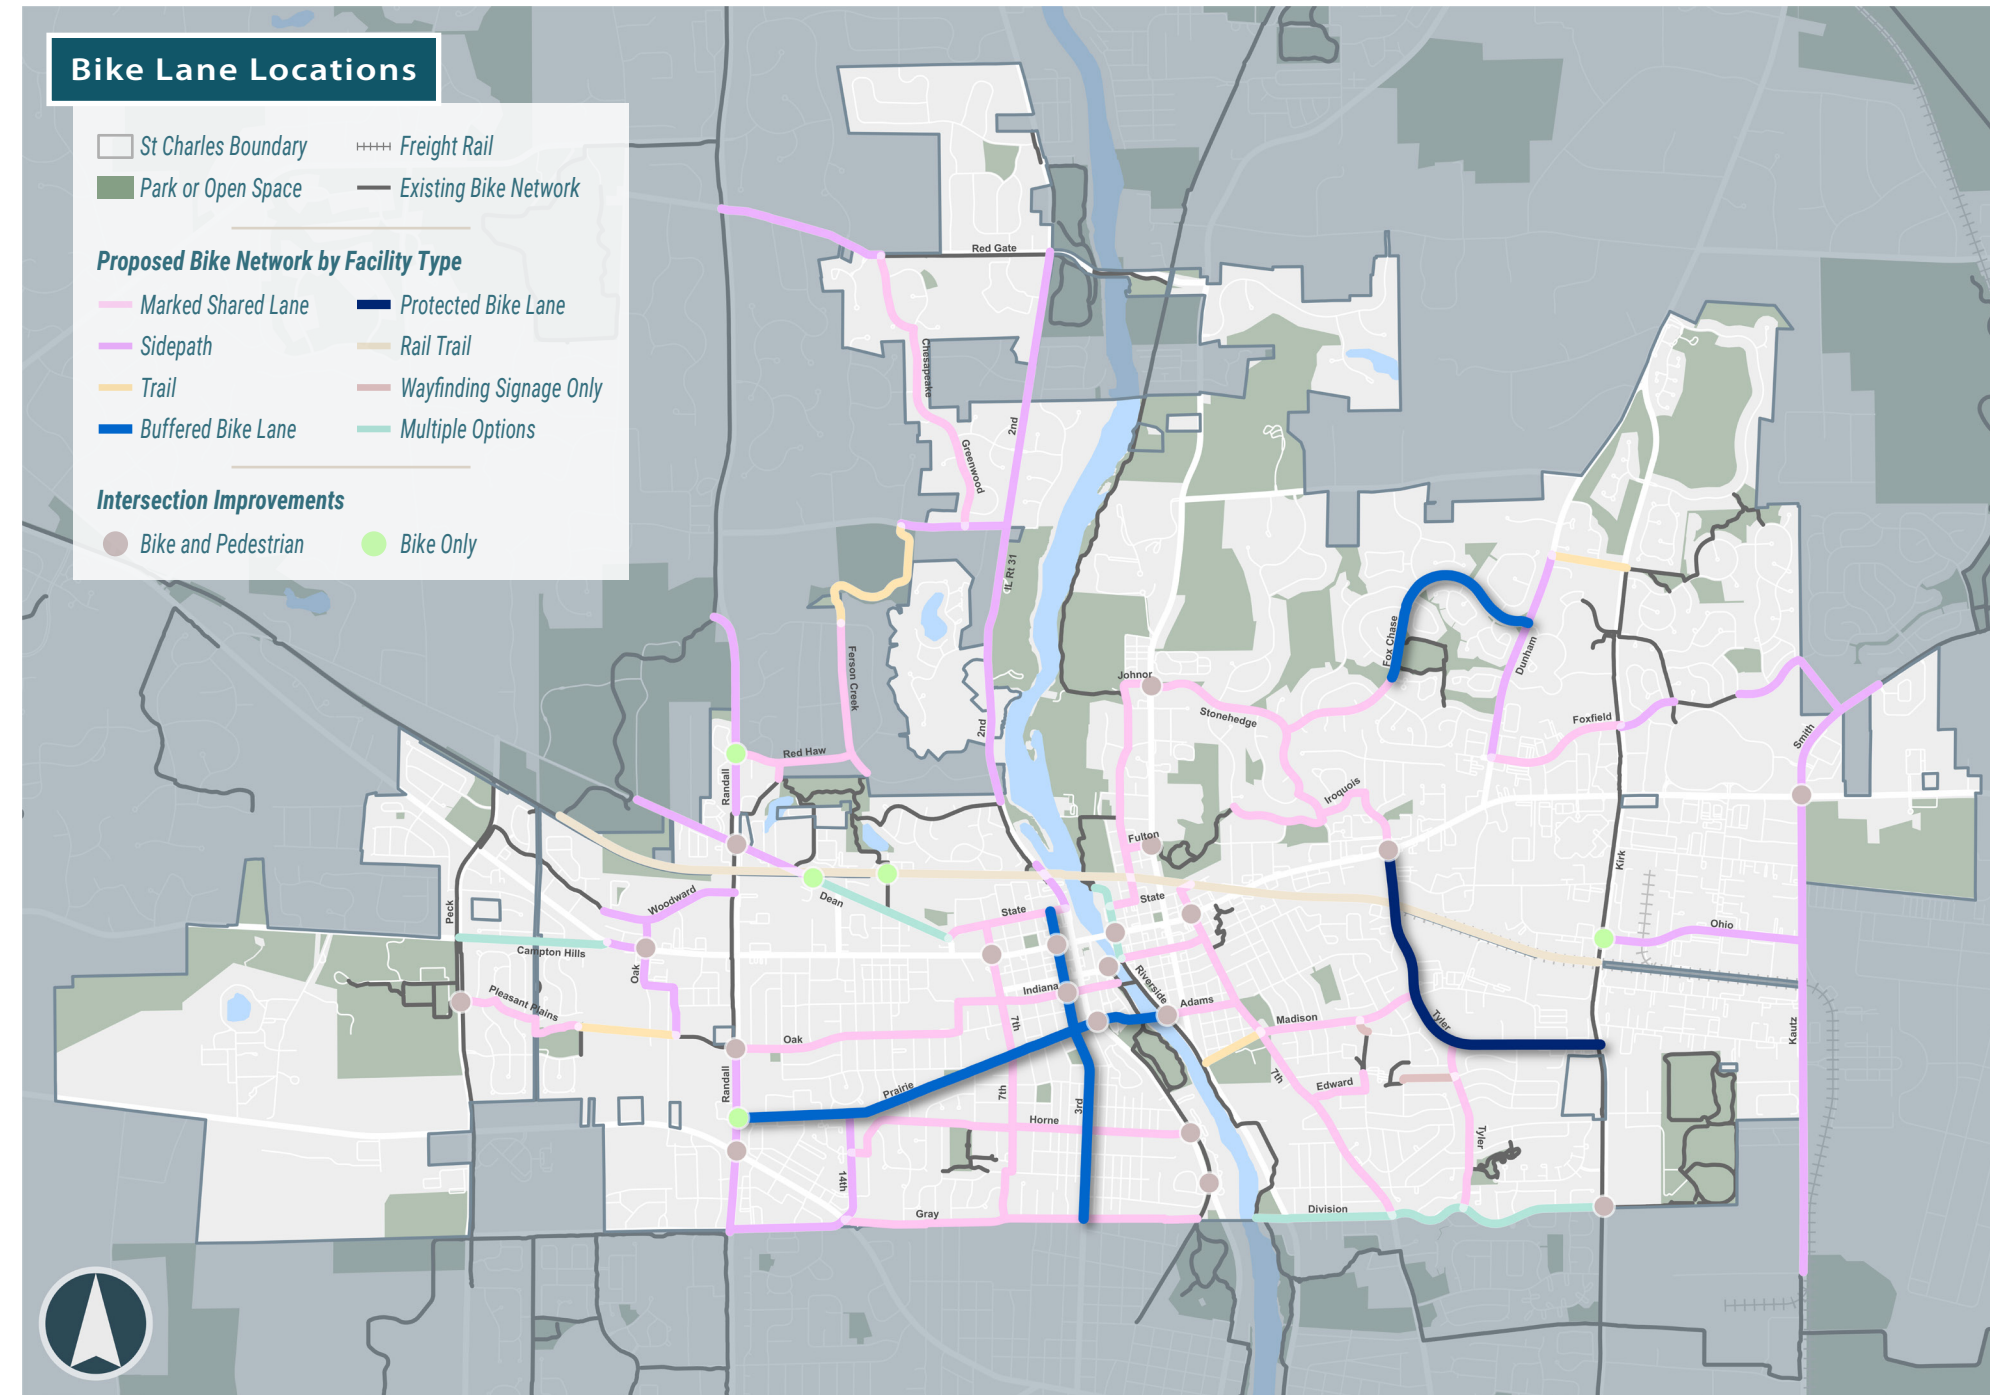 Bike Lane Locations
St Charles Boundary
Freight Rail
Park or Open Space
Existing Bike Network
Proposed Bike Network by Facility Type
Marked Shared Lane
Protected Bike Lane
Sidepath
Rail Trail
Trail
Wayfinding Signage Only
Buffered Bike Lane
Multiple Options
Intersection Improvements
Bike and Pedestrian
Bike Only
Red Gate
Chesapeake
2nd
Greenwood
IL Rt 31
Fox Chase
Dunham
Ferson Creek
Johnor
Stonehedge
Foxfield
2nd
Smith
Red Haw
Randall
Iroquois
Fulton
Kirk
Woodward
Dean
State
State
Peck
Ohio
Campton Hills
Oak
Indiana
Riverside
Pleasant Plains
Adams
7th
Madison
Tyler
Kautz
Oak
Randall
Prairie
7th
3rd
7th
Edward
Horne
Tyler
14th
Gray
Division